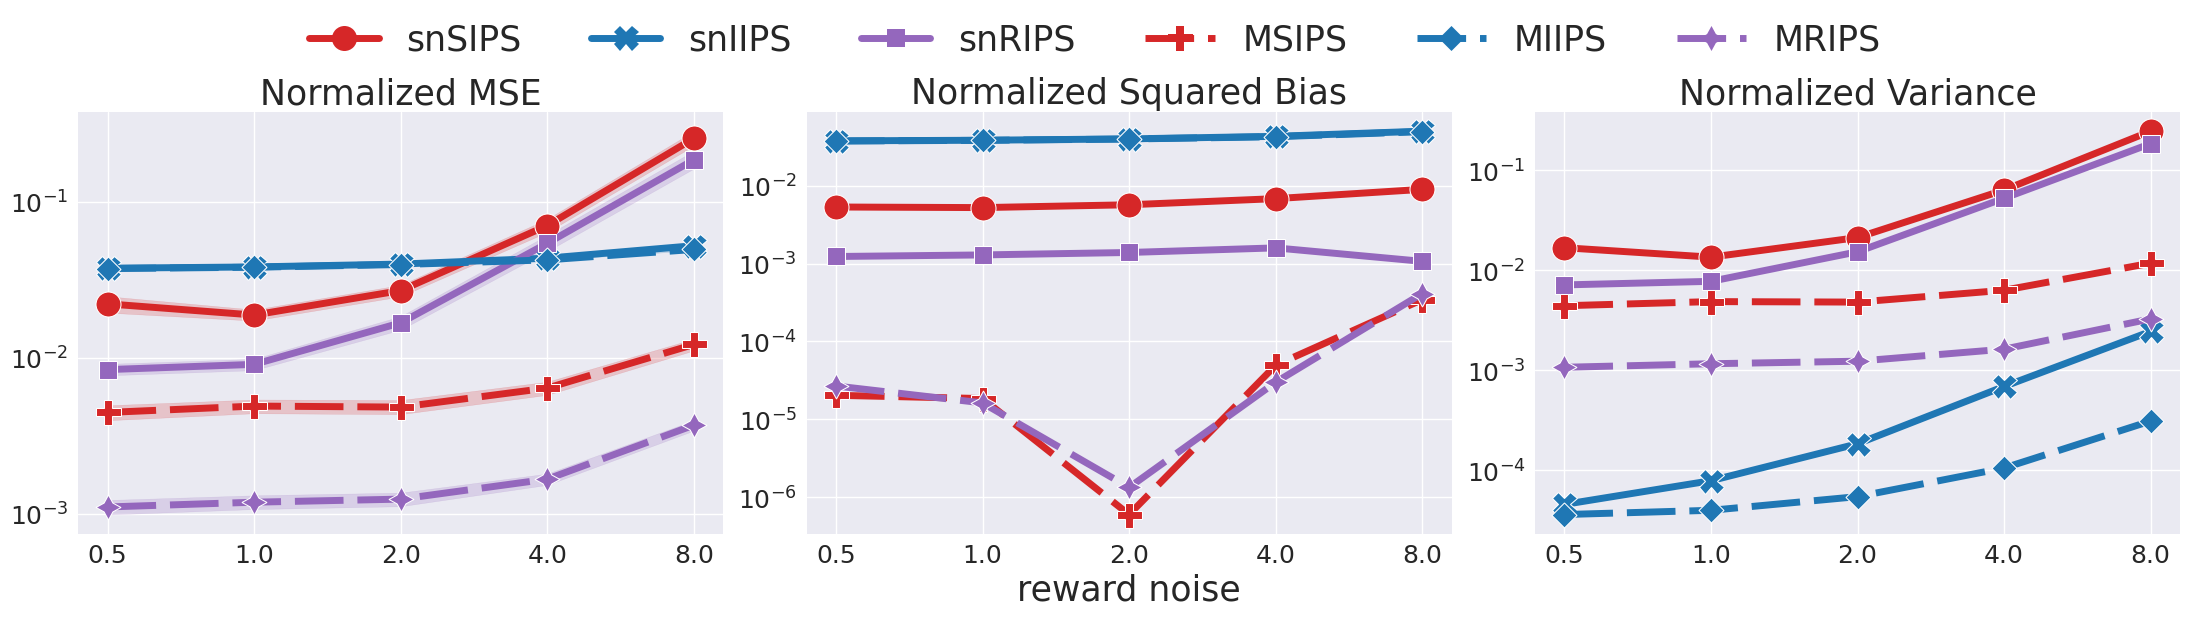 snSIPS snIIPS snRIPS MSIPS MIIPS MRIPS
Normalized MSE Normalized Squared Bias Normalized Variance
10⁻¹
10⁻²
10⁻³
0.5 1.0 2.0 4.0 8.0
10⁻²
10⁻³
10⁻⁴
10⁻⁵
10⁻⁶
0.5 1.0 2.0 4.0 8.0
10⁻¹
10⁻²
10⁻³
10⁻⁴
0.5 1.0 2.0 4.0 8.0
reward noise